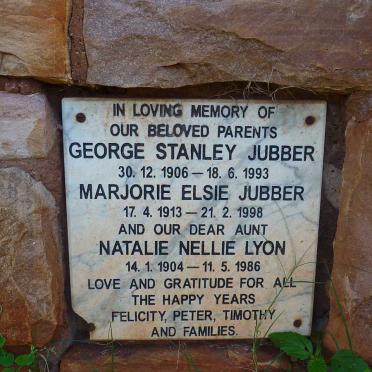 IN LOVING MEMORY OF
OUR BELOVED PARENTS
GEORGE STANLEY JUBBER
30. 12. 1906 — 18. 6. 1993
MARJORIE ELSIE JUBBER
17. 4. 1913 — 21. 2. 1998
AND OUR DEAR AUNT
NATALIE NELLIE LYON
14. 1. 1904 — 11. 5. 1986
LOVE AND GRATITUDE FOR ALL
THE HAPPY YEARS
FELICITY, PETER, TIMOTHY
AND FAMILIES.